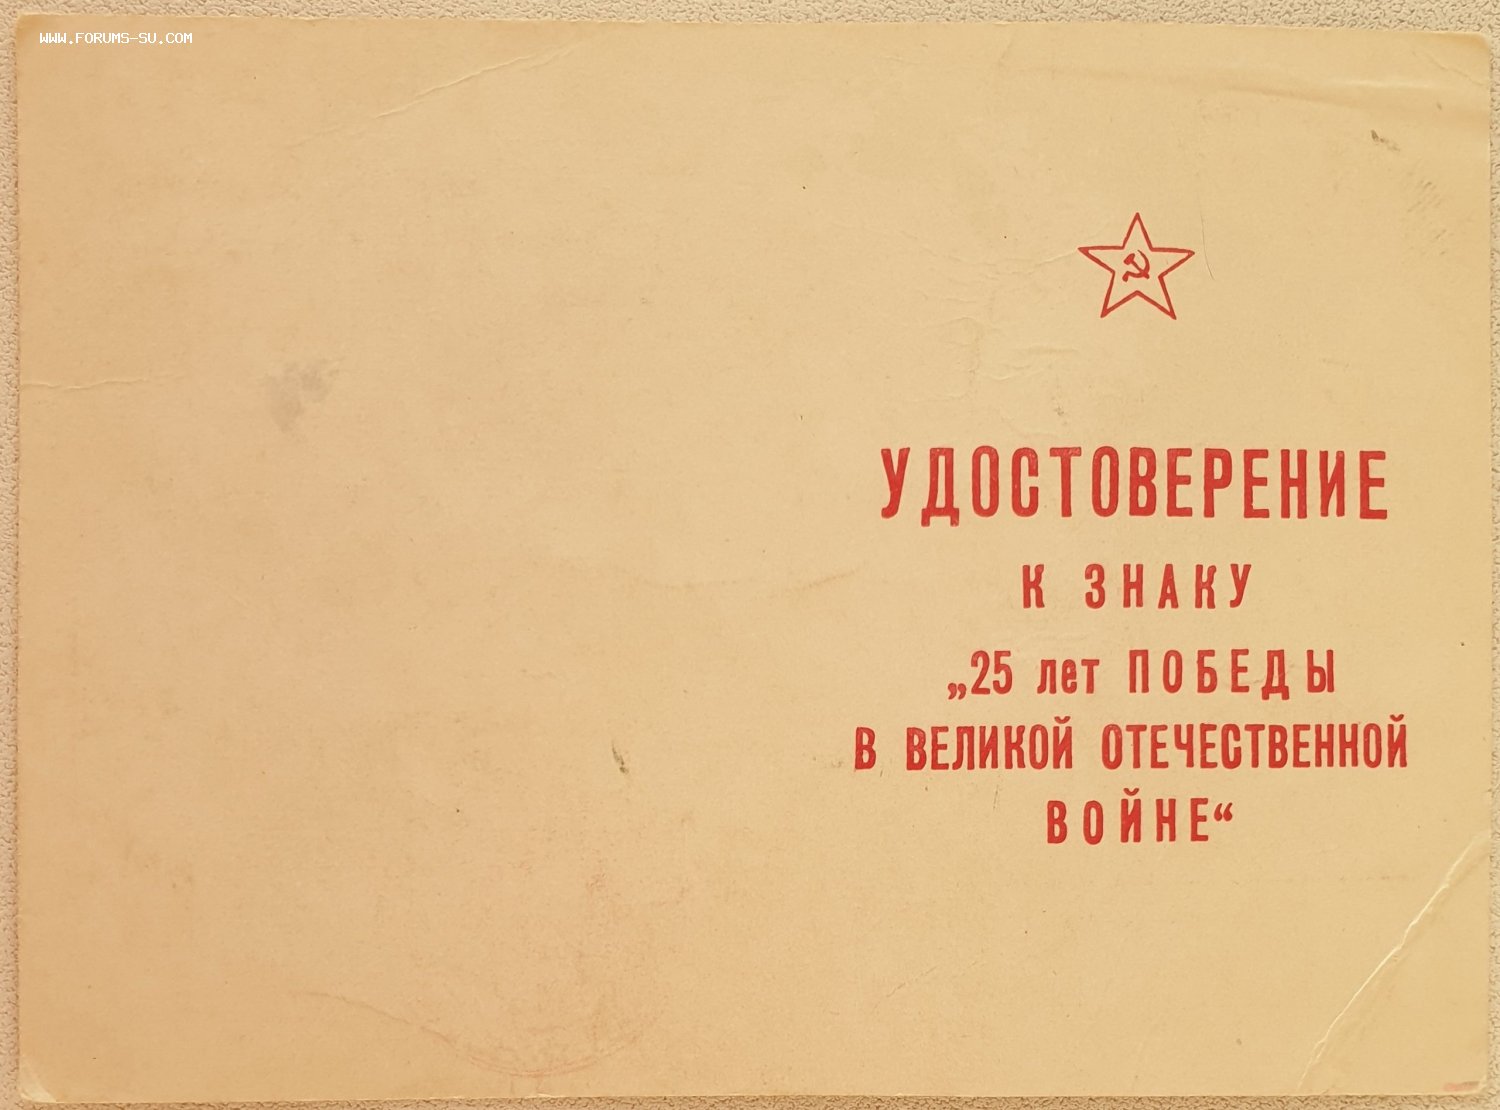 WWW.FORUMS-SU.COM
УДОСТОВЕРЕНИЕ
К ЗНАКУ
„25 лет ПОБЕДЫ
В ВЕЛИКОЙ ОТЕЧЕСТВЕННОЙ
ВОЙНЕ“